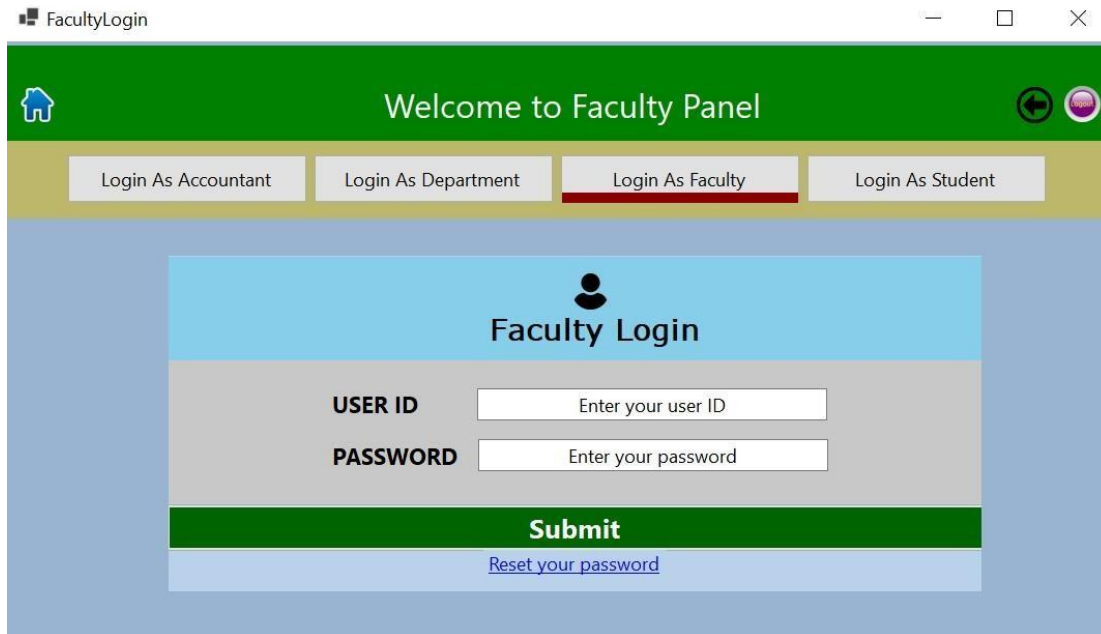 FacultyLogin
Welcome to Faculty Panel
Logout
Login As Accountant
Login As Department
Login As Faculty
Login As Student
Faculty Login
USER ID
Enter your user ID
PASSWORD
Enter your password
Submit
Reset your password